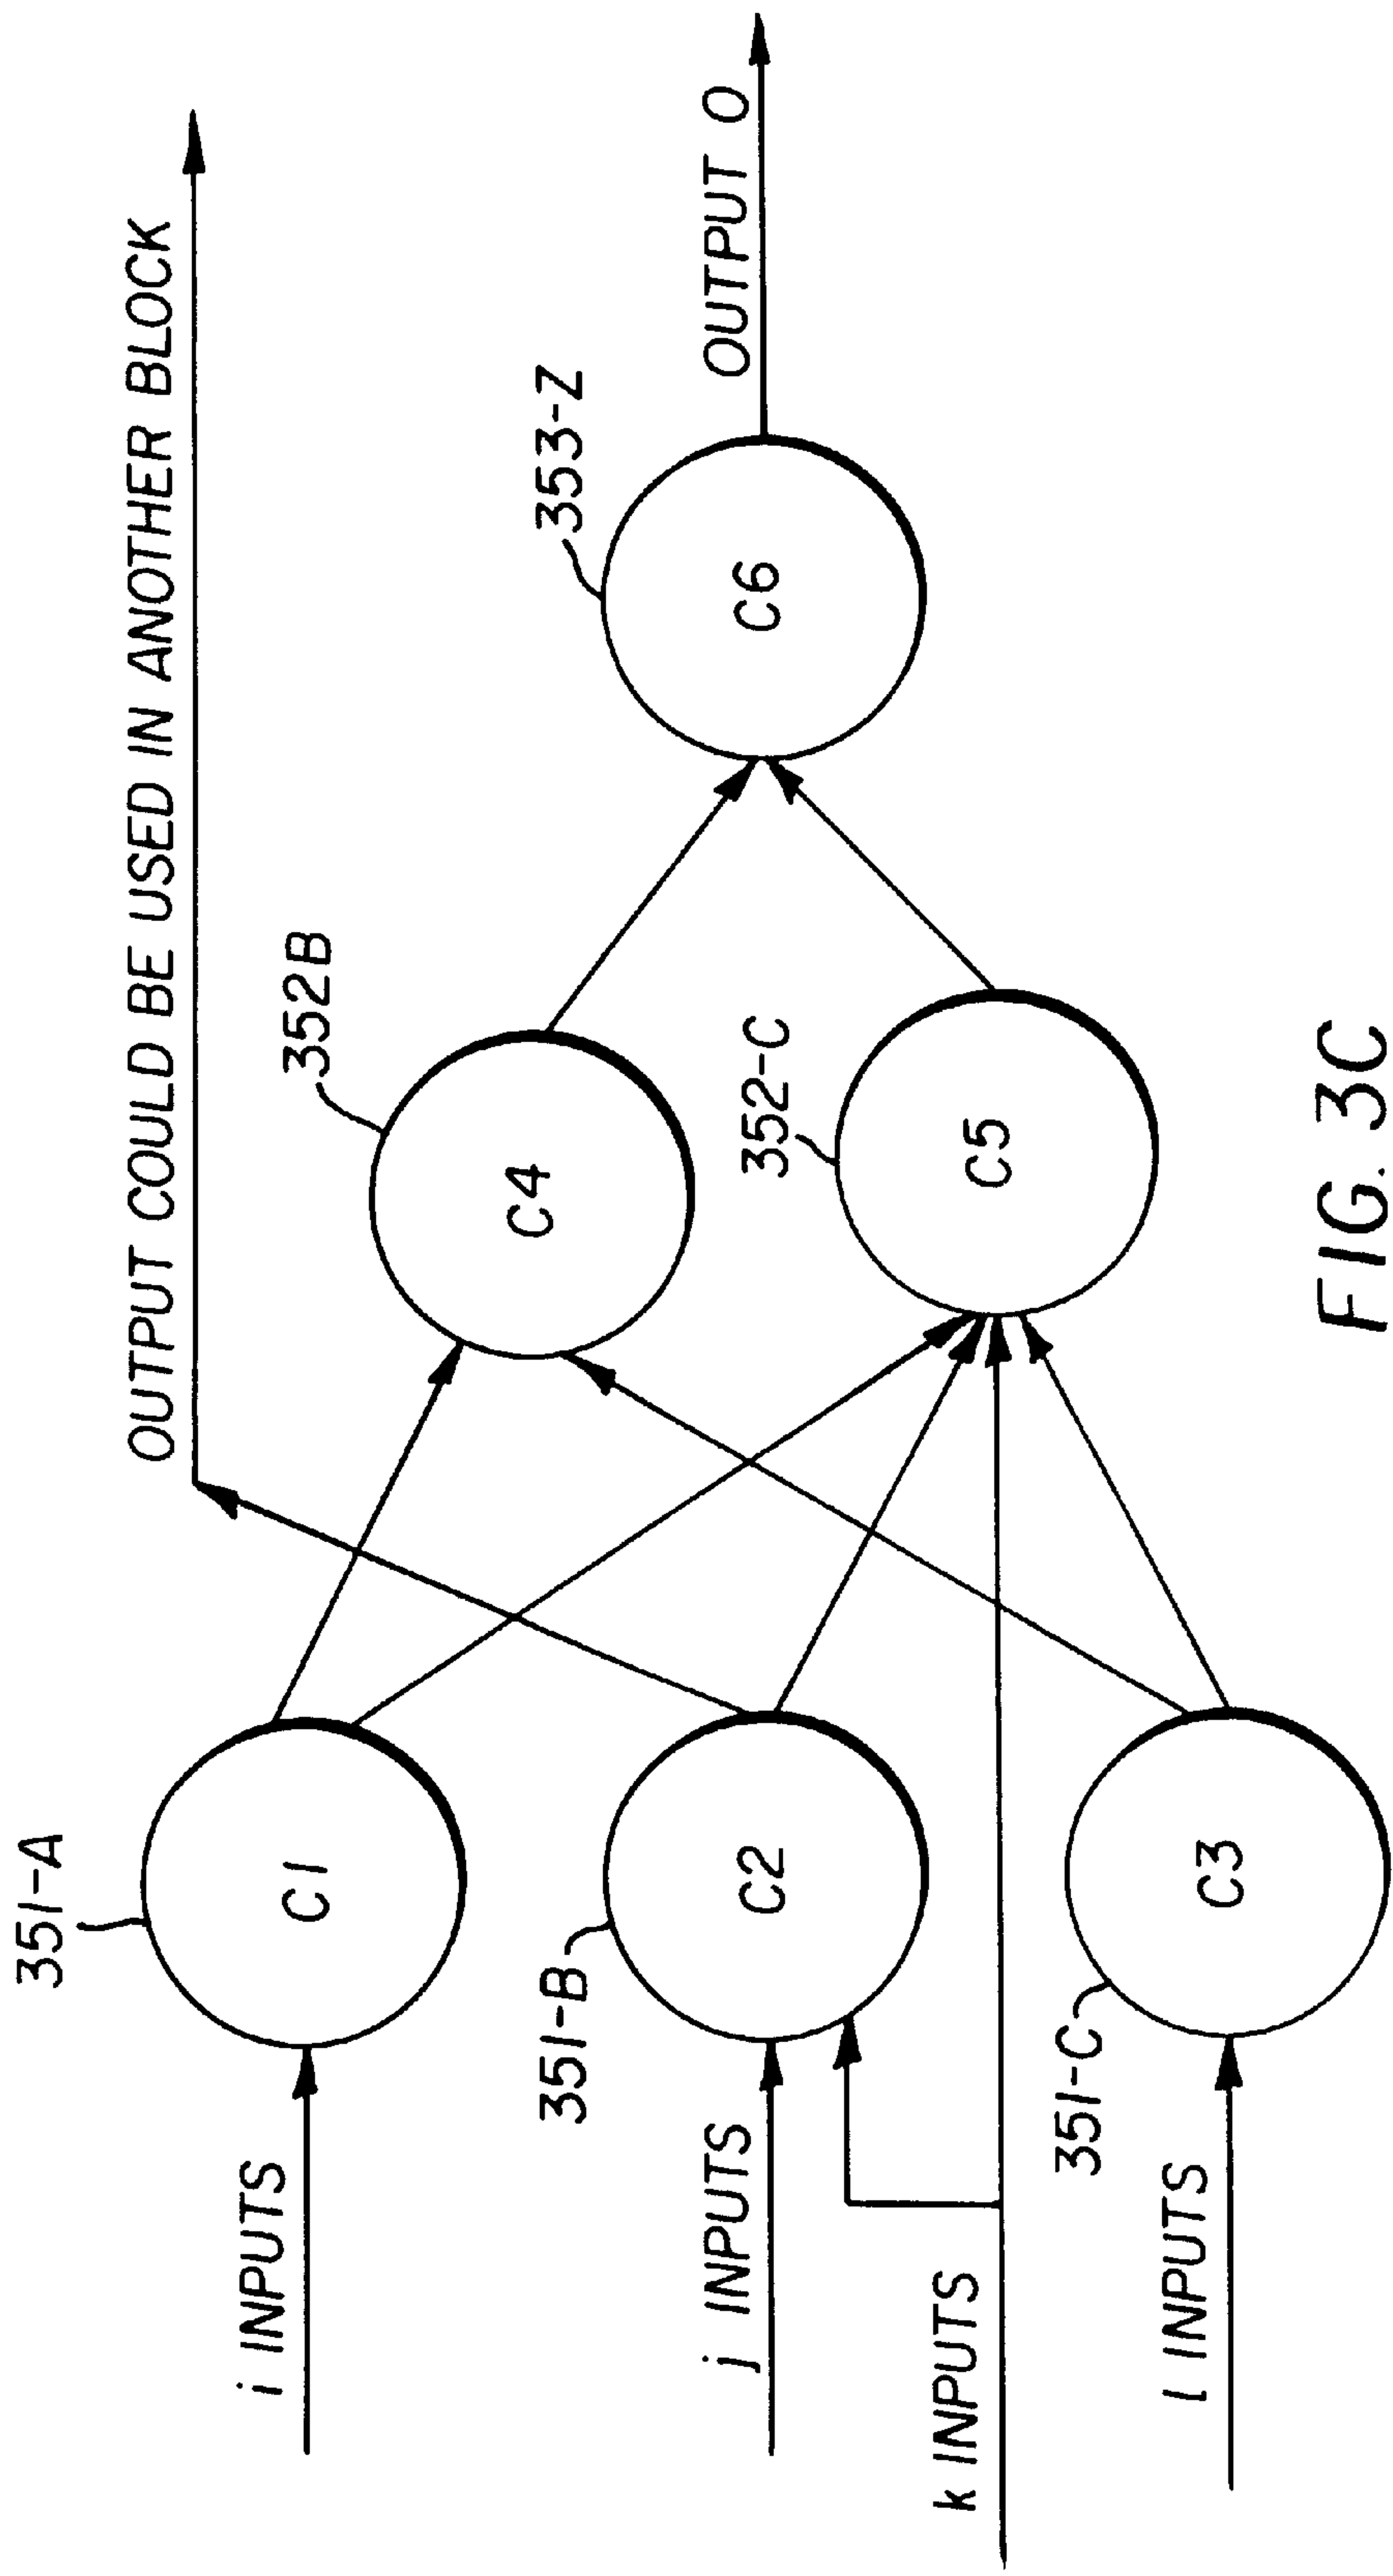 OUTPUT COULD BE USED IN ANOTHER BLOCK
351-A
i INPUTS
C1
352B
C4
353-Z
351-B
j INPUTS
C2
C6
OUTPUT O
352-C
k INPUTS
C5
351-C
l INPUTS
C3
FIG. 3C